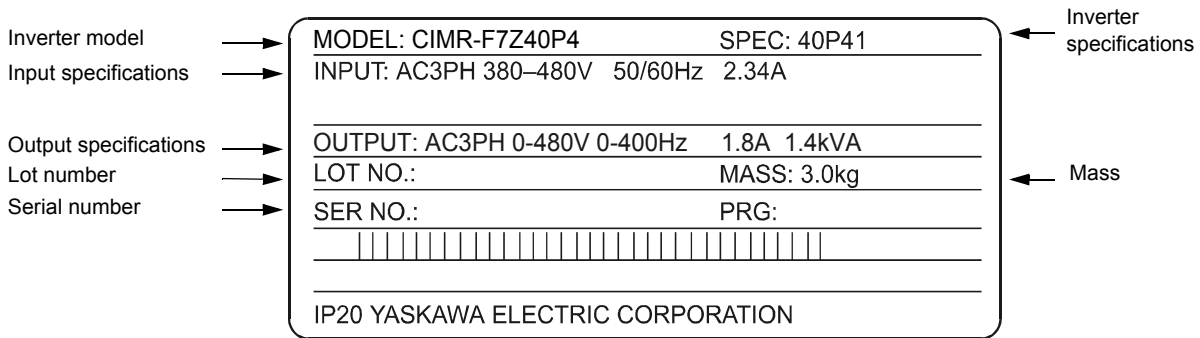 Inverter
specifications
Inverter model
MODEL: CIMR-F7Z40P4 SPEC: 40P41
Input specifications
INPUT: AC3PH 380–480V 50/60Hz 2.34A
Output specifications
OUTPUT: AC3PH 0-480V 0-400Hz 1.8A 1.4kVA
Lot number
LOT NO.: MASS: 3.0kg
Mass
Serial number
SER NO.: PRG:
IP20 YASKAWA ELECTRIC CORPORATION